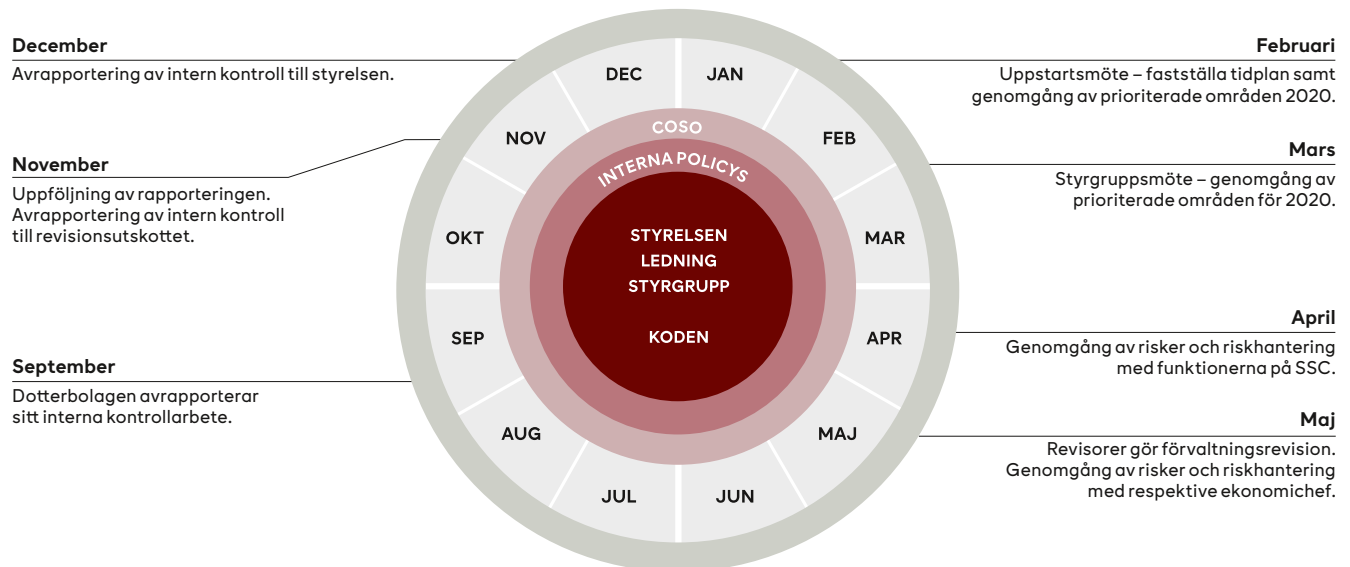 December
Avrapportering av intern kontroll till styrelsen.
November
Uppföljning av rapporteringen.
Avrapportering av intern kontroll
till revisionsutskottet.
September
Dotterbolagen avrapporterar
sitt interna kontrollarbete.
DEC
JAN
NOV
FEB
OKT
MAR
SEP
APR
AUG
MAJ
JUL
JUN
COSO
INTERNA POLICYS
STYRELSEN
LEDNING
STYRGRUPP
KODEN
Februari
Uppstartsmöte – fastställa tidplan samt
genomgång av prioriterade områden 2020.
Mars
Styrgruppsmöte – genomgång av
prioriterade områden för 2020.
April
Genomgång av risker och riskhantering
med funktionerna på SSC.
Maj
Revisorer gör förvaltningsrevision.
Genomgång av risker och riskhantering
med respektive ekonomichef.